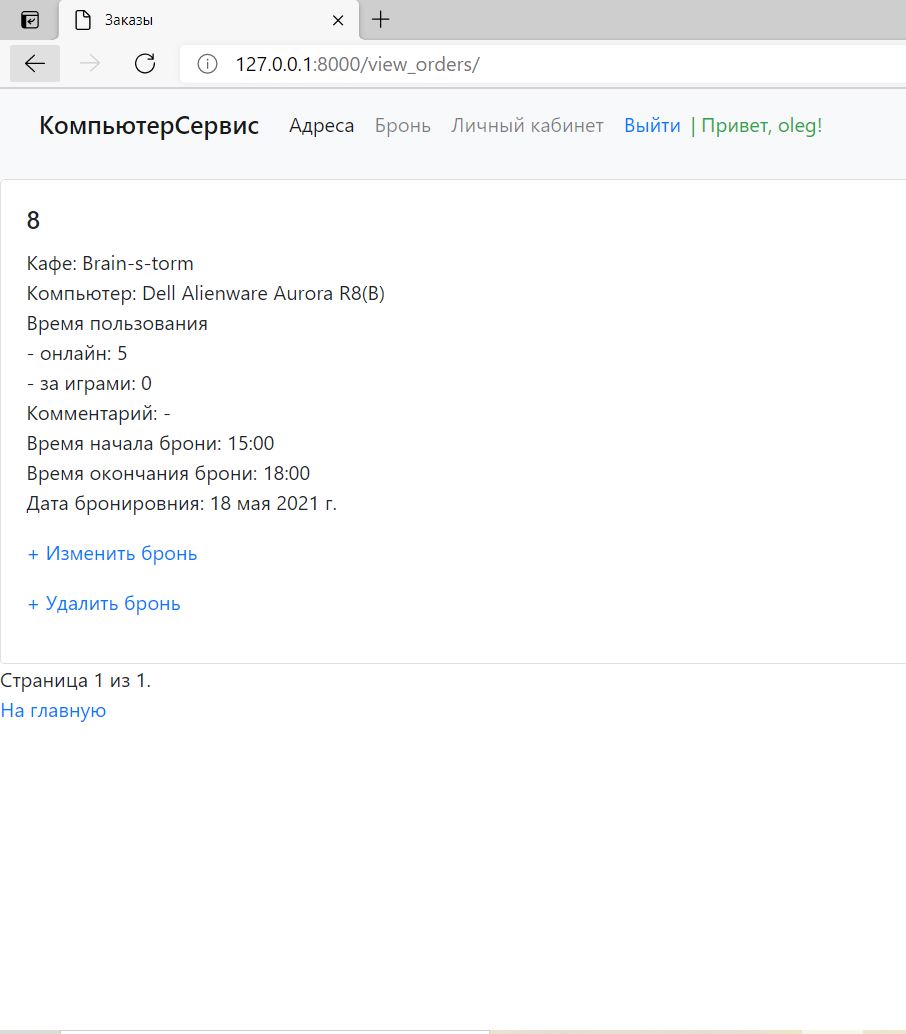 Заказы
127.0.0.1:8000/view_orders/
КомпьютерСервис Адреса Бронь Личный кабинет Выйти | Привет, oleg!
8
Кафе: Brain-s-torm
Компьютер: Dell Alienware Aurora R8(B)
Время пользования
- онлайн: 5
- за играми: 0
Комментарий: -
Время начала брони: 15:00
Время окончания брони: 18:00
Дата бронировния: 18 мая 2021 г.
+ Изменить бронь
+ Удалить бронь
Страница 1 из 1.
На главную